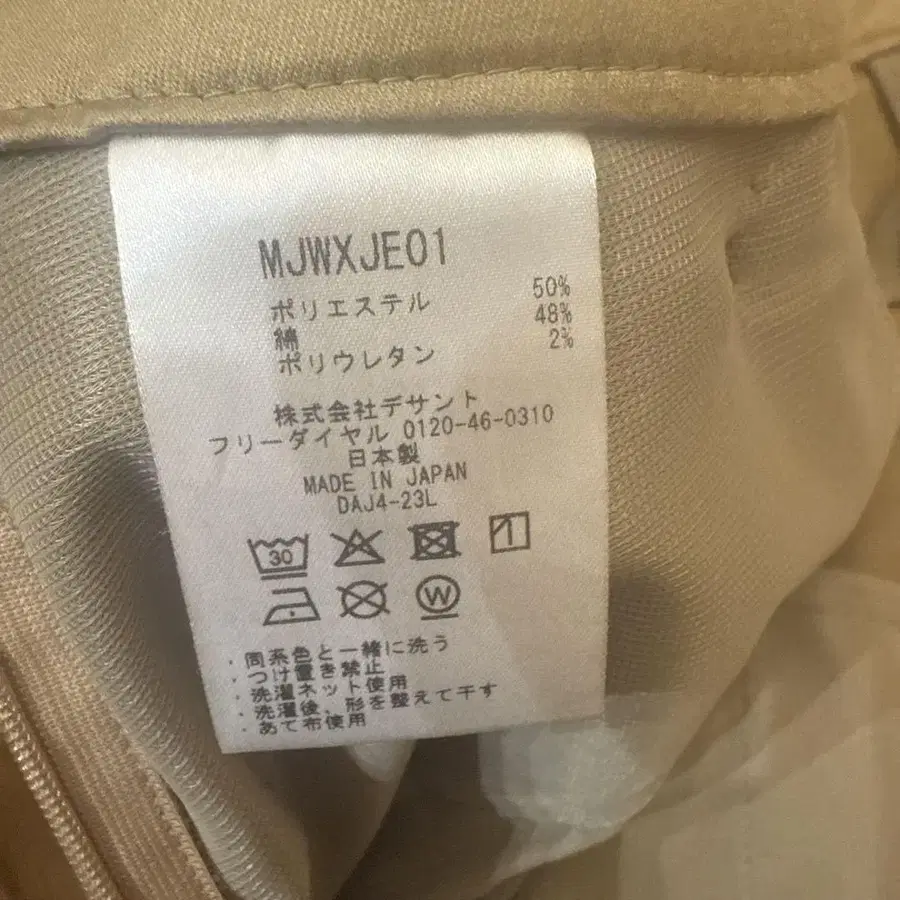 MJWXJE01
ポリエステル 50%
綿 48%
ポリウレタン 2%
株式会社デサント
フリーダイヤル 0120-46-0310
日本製
MADE IN JAPAN
DAJ4-23L
30
W
・同系色と一緒に洗う
・つけ置き禁止
・洗濯ネット使用
・洗濯後、形を整えて干す
・あて布使用